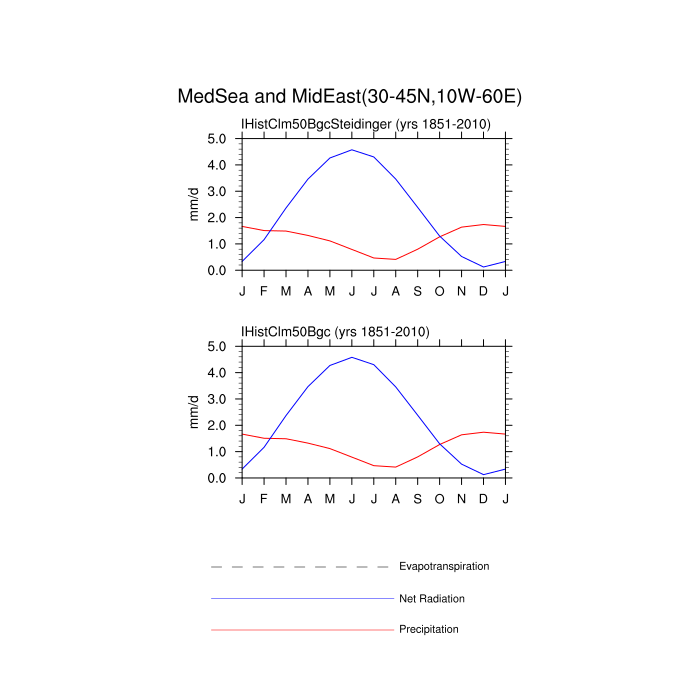 MedSea and MidEast(30-45N,10W-60E)
IHistClm50BgcSteidinger (yrs 1851-2010)
5.0
4.0
3.0
2.0
1.0
0.0
mm/d
J F M A M J J A S O N D J
IHistClm50Bgc (yrs 1851-2010)
5.0
4.0
3.0
2.0
1.0
0.0
mm/d
J F M A M J J A S O N D J
Evapotranspiration
Net Radiation
Precipitation